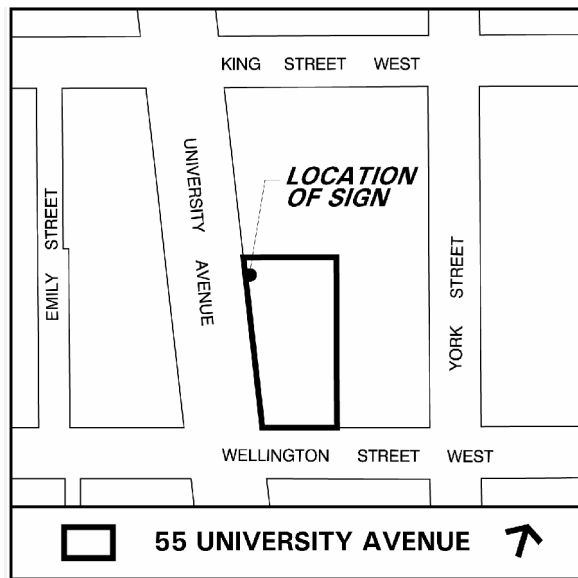 KING STREET WEST
UNIVERSITY AVENUE
LOCATION
OF SIGN
EMILY STREET
YORK STREET
WELLINGTON STREET WEST
55 UNIVERSITY AVENUE